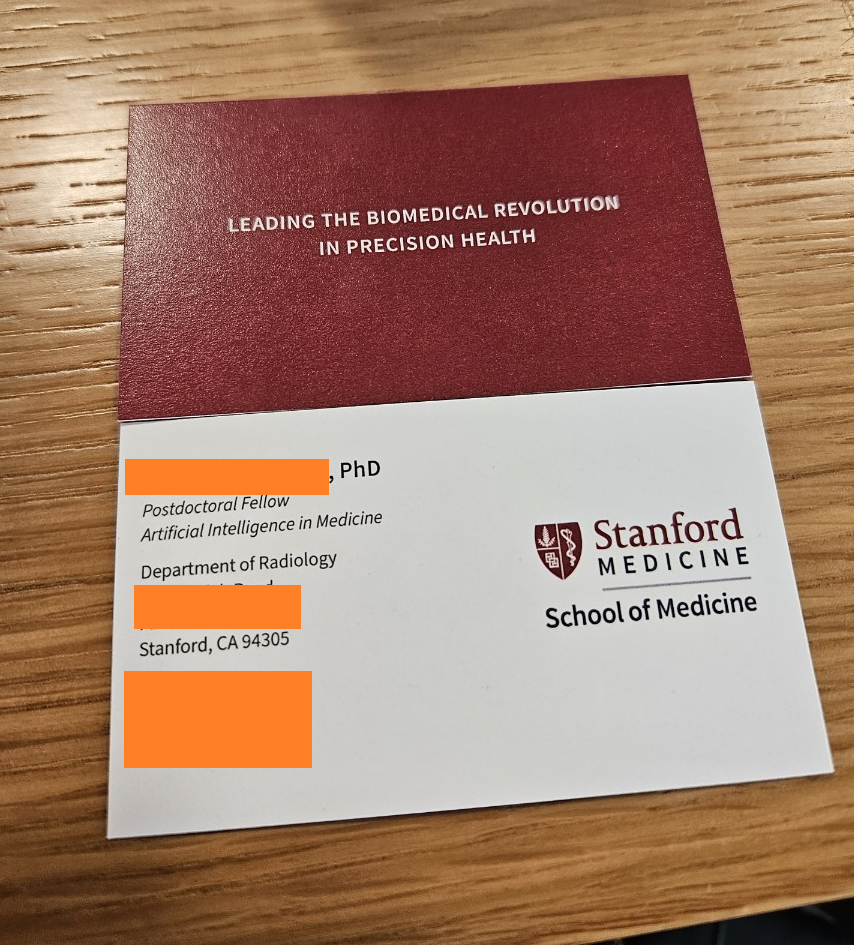 LEADING THE BIOMEDICAL REVOLUTION
IN PRECISION HEALTH
, PhD
Postdoctoral Fellow
Artificial Intelligence in Medicine
Department of Radiology
Stanford, CA 94305
Stanford
MEDICINE
School of Medicine